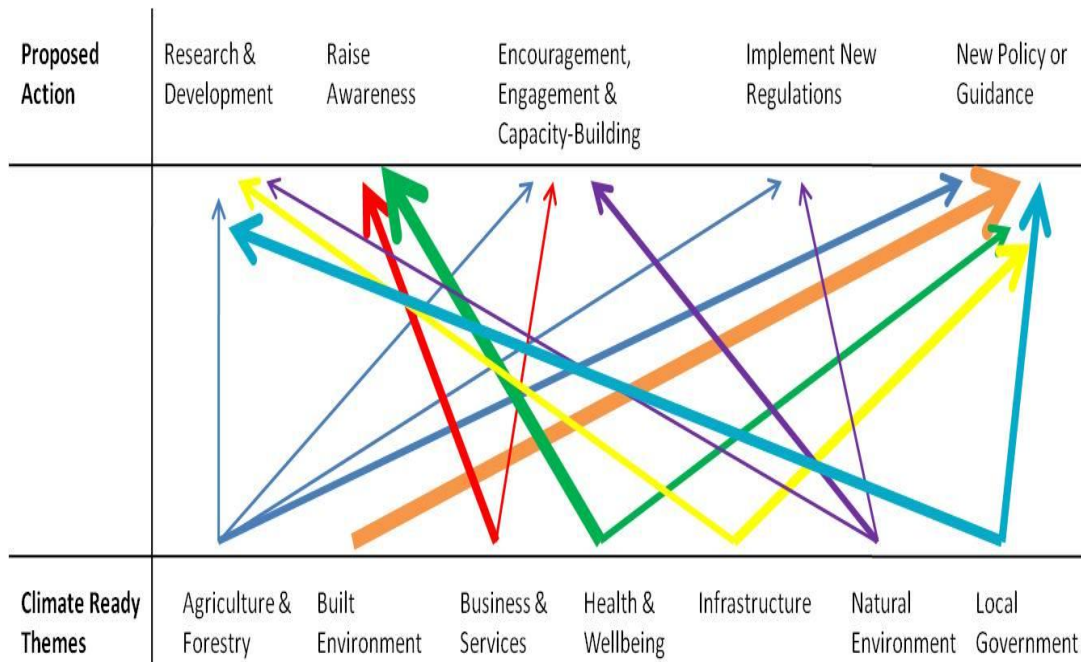 Proposed Action
Research & Development
Raise Awareness
Encouragement, Engagement & Capacity-Building
Implement New Regulations
New Policy or Guidance
Climate Ready Themes
Agriculture & Forestry
Built Environment
Business & Services
Health & Wellbeing
Infrastructure
Natural Environment
Local Government